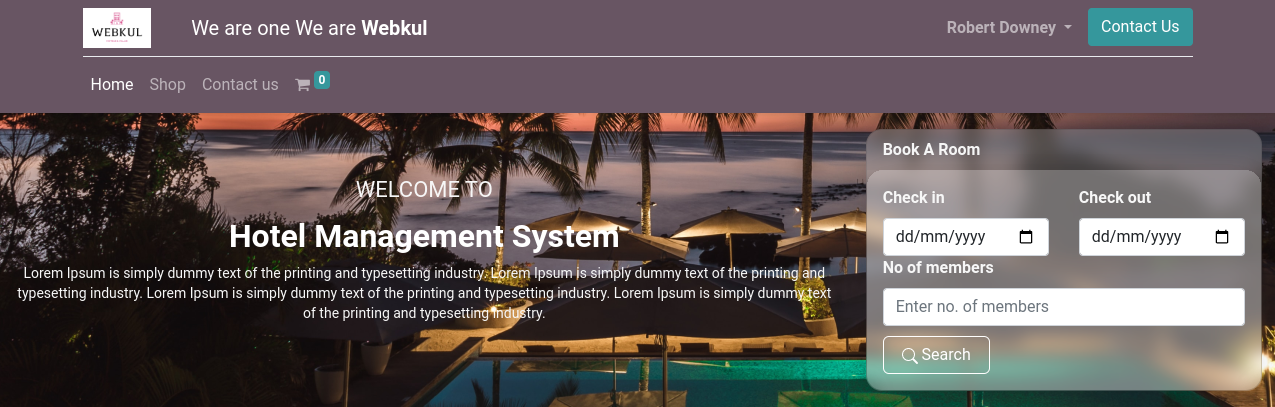 WEBKUL
We are one We are Webkul
Robert Downey
Contact Us
Home Shop Contact us 0
WELCOME TO
Hotel Management System
Lorem Ipsum is simply dummy text of the printing and typesetting industry. Lorem Ipsum is simply dummy text of the printing and
typesetting industry. Lorem Ipsum is simply dummy text of the printing and typesetting industry. Lorem Ipsum is simply dummy text
of the printing and typesetting industry.
Book A Room
Check in Check out
dd/mm/yyyy dd/mm/yyyy
No of members
Enter no. of members
Search